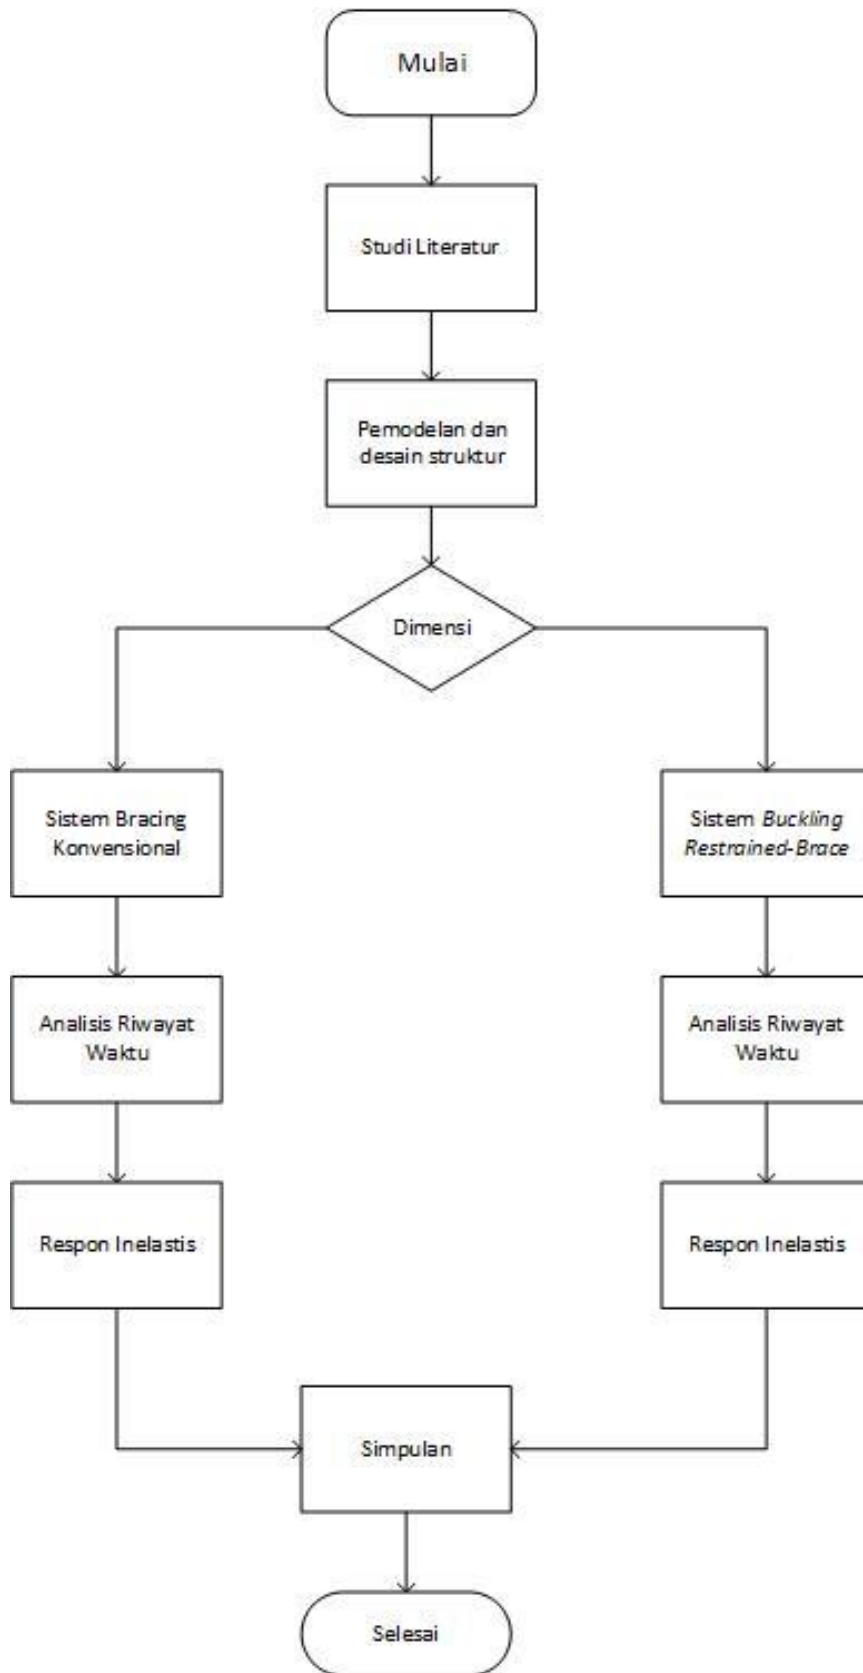 Mulai
Studi Literatur
Pemodelan dan
desain struktur
Dimensi
Sistem Bracing
Konvensional
Sistem Buckling
Restrained-Brace
Analisis Riwayat
Waktu
Analisis Riwayat
Waktu
Respon Inelastis
Respon Inelastis
Simpulan
Selesai